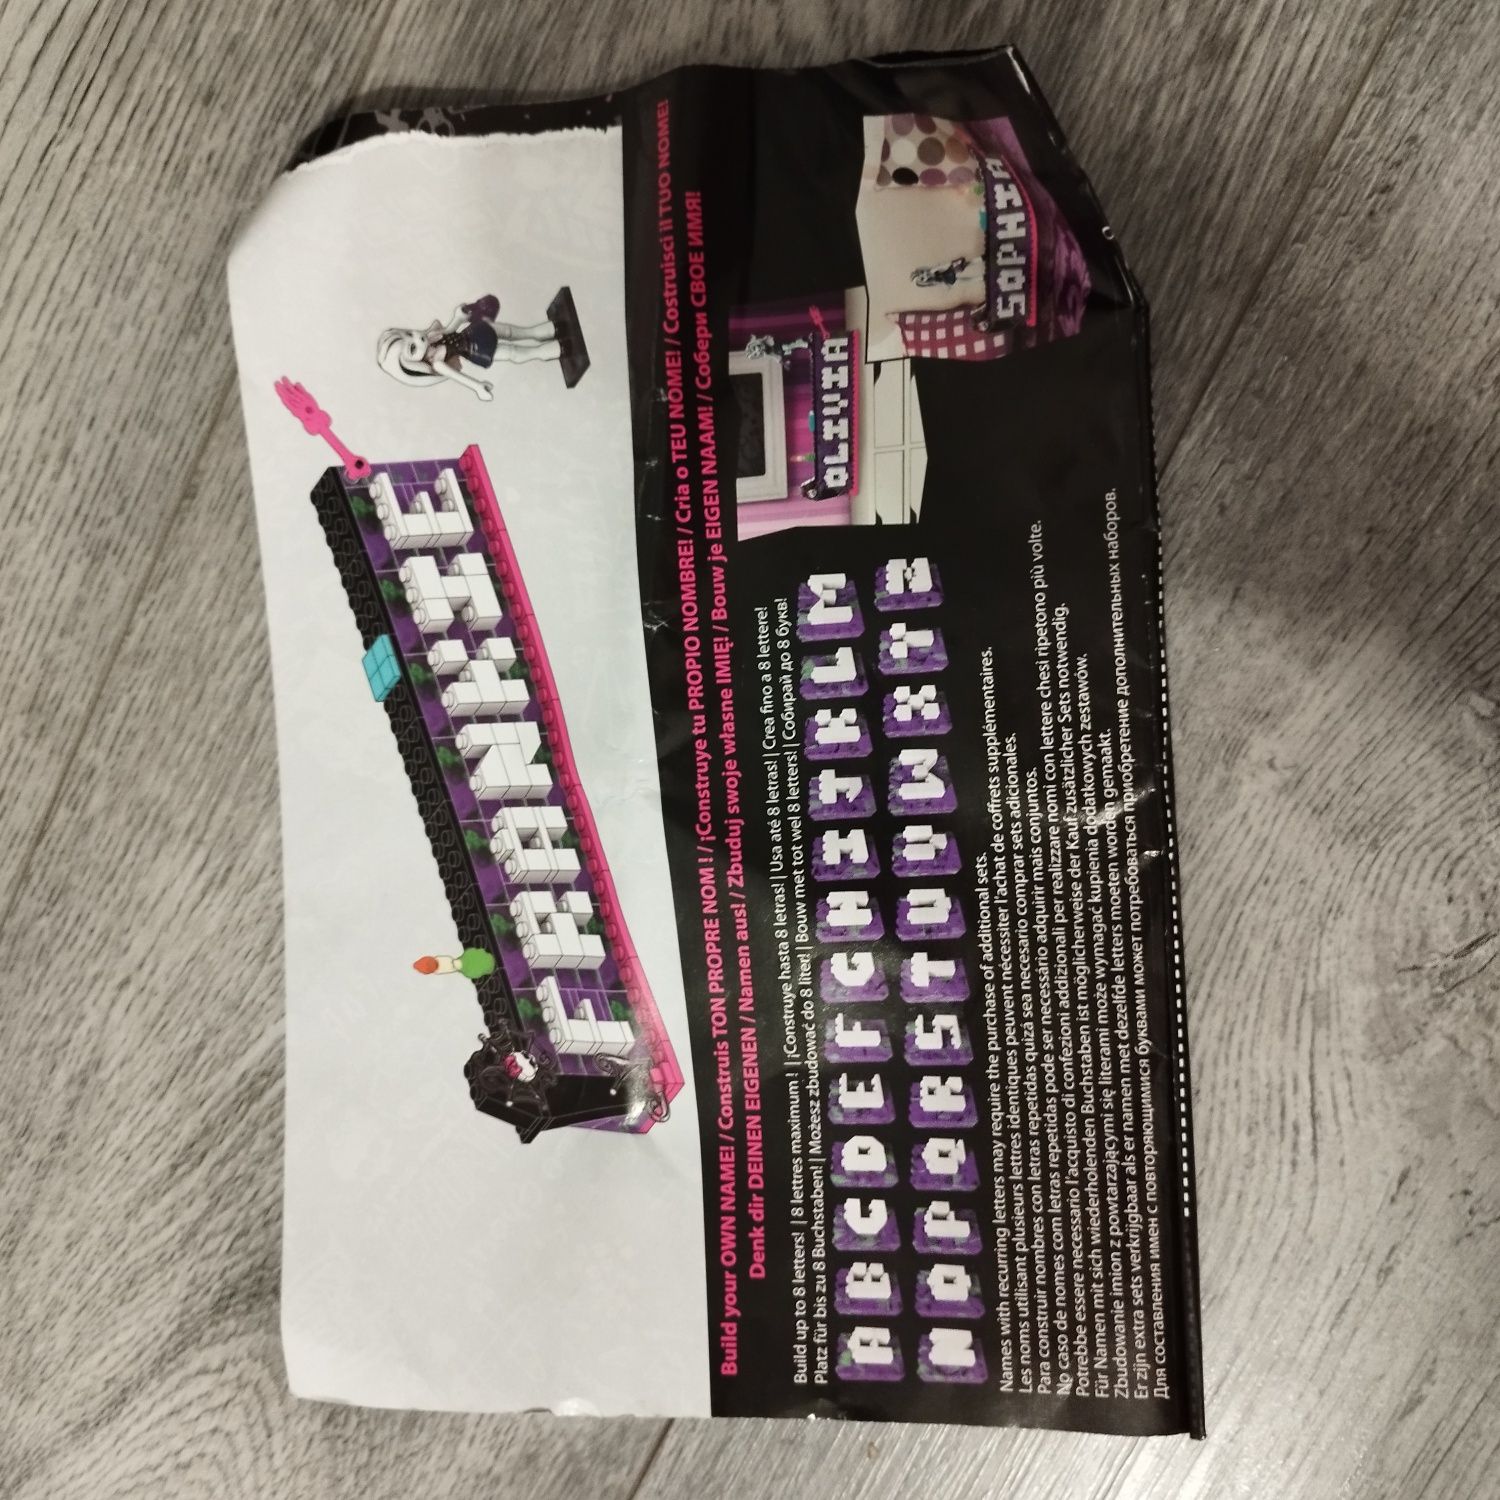 FRANKIE
Build your OWN NAME! / Construis TON PROPRE NOM ! / ¡Construye tu PROPIO NOMBRE! / Cria o TEU NOME! / Costruisci il TUO NOME!
Denk dir DEINEN EIGENEN / Namen aus! / Zbuduj swoje własne IMIĘ! / Bouw je EIGEN NAAM! / Собери СВОЕ ИМЯ!
Build up to 8 letters! | 8 lettres maximum ! | ¡Construye hasta 8 letras! | Usa até 8 letras! | Crea fino a 8 lettere!
Platz für bis zu 8 Buchstaben! | Możesz zbudować do 8 liter! | Bouw met tot wel 8 letters! | Собирай до 8 букв!
A B C D E F G H I J K L M
N O P Q R S T U V W X Y Z
OLIVIA
SOPHIA
Names with recurring letters may require the purchase of additional sets.
Les noms utilisant plusieurs lettres identiques peuvent nécessiter l'achat de coffrets supplémentaires.
Para construir nombres con letras repetidas quizá sea necesario comprar sets adicionales.
No caso de nomes com letras repetidas pode ser necessário adquirir mais conjuntos.
Potrebbe essere necessario l'acquisto di confezioni addizionali per realizzare nomi con lettere chesi ripetono più volte.
Für Namen mit sich wiederholenden Buchstaben ist möglicherweise der Kauf zusätzlicher Sets notwendig.
Zbudowanie imion z powtarzającymi się literami może wymagać kupienia dodatkowych zestawów.
Er zijn extra sets verkrijgbaar als er namen met dezelfde letters moeten worden gemaakt.
Для составления имен с повторяющимися буквами может потребоваться приобретение дополнительных наборов.